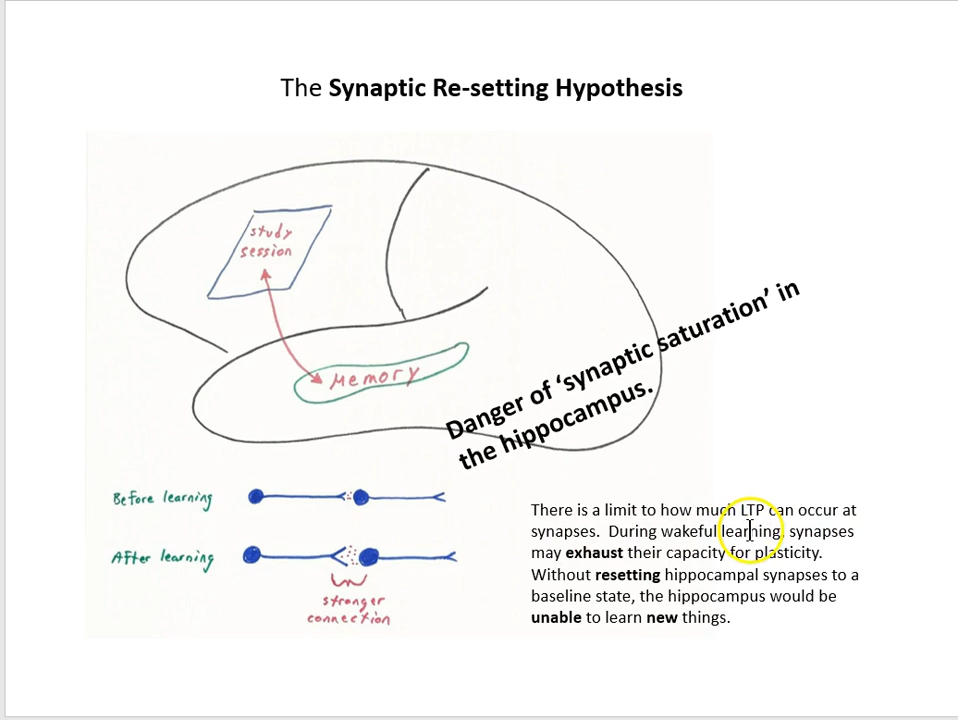 The Synaptic Re-setting Hypothesis
study
session
Memory
Danger of ‘synaptic saturation’ in
the hippocampus.
Before learning
After learning
stronger
connection
There is a limit to how much LTP can occur at
synapses. During wakeful learning, synapses
may exhaust their capacity for plasticity.
Without resetting hippocampal synapses to a
baseline state, the hippocampus would be
unable to learn new things.